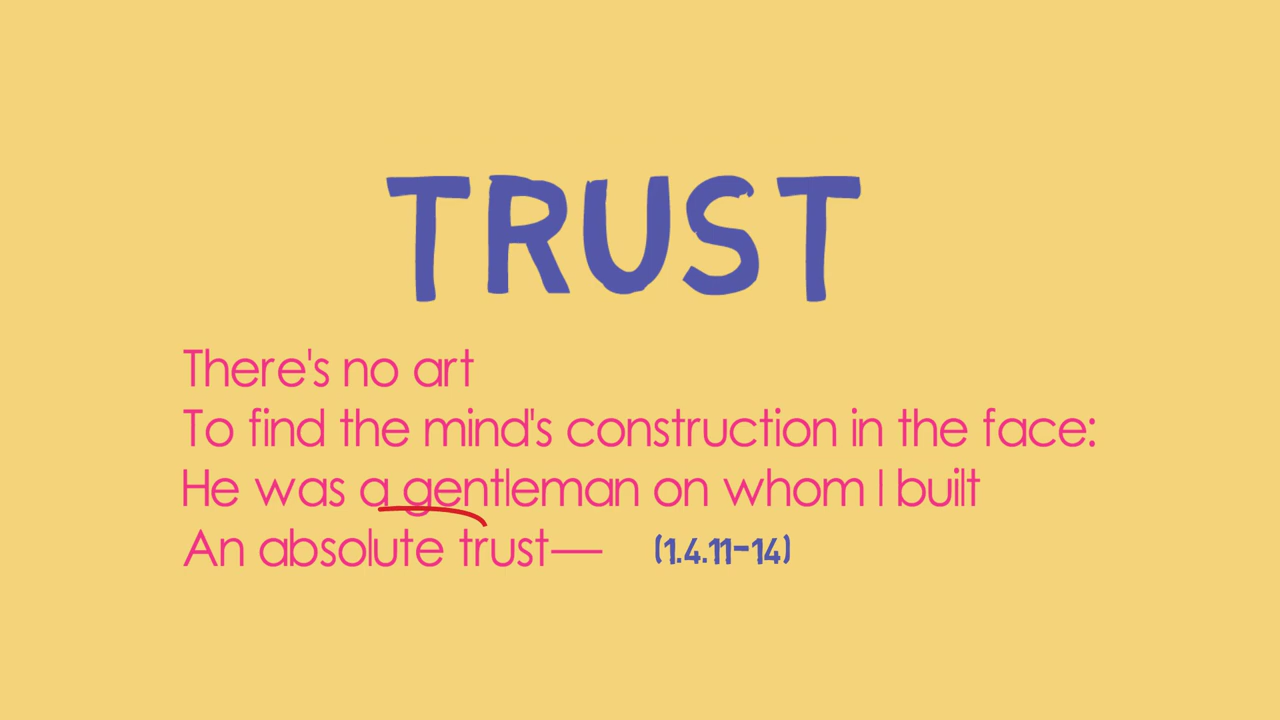 TRUST
There's no art
To find the mind's construction in the face:
He was a gentleman on whom I built
An absolute trust— (1.4.11-14)